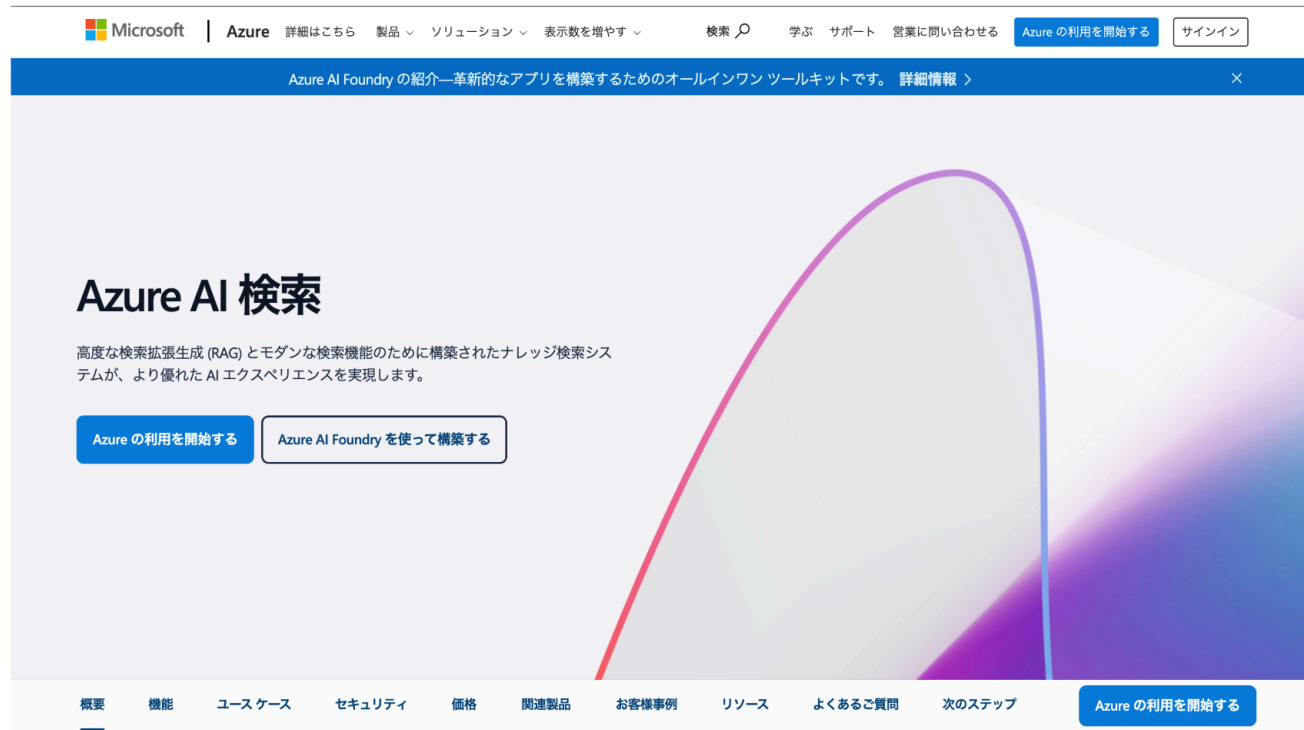 Microsoft Azure 詳細はこちら 製品 ソリューション 表示数を増やす 検索 学ぶ サポート 営業に問い合わせる Azure の利用を開始する サインイン
Azure AI Foundry の紹介—革新的なアプリを構築するためのオールインワン ツールキットです。 詳細情報
Azure AI 検索
高度な検索拡張生成 (RAG) とモダンな検索機能のために構築されたナレッジ検索シス
テムが、より優れた AI エクスペリエンスを実現します。
Azure の利用を開始する Azure AI Foundry を使って構築する
概要 機能 ユース ケース セキュリティ 価格 関連製品 お客様事例 リソース よくあるご質問 次のステップ Azure の利用を開始する